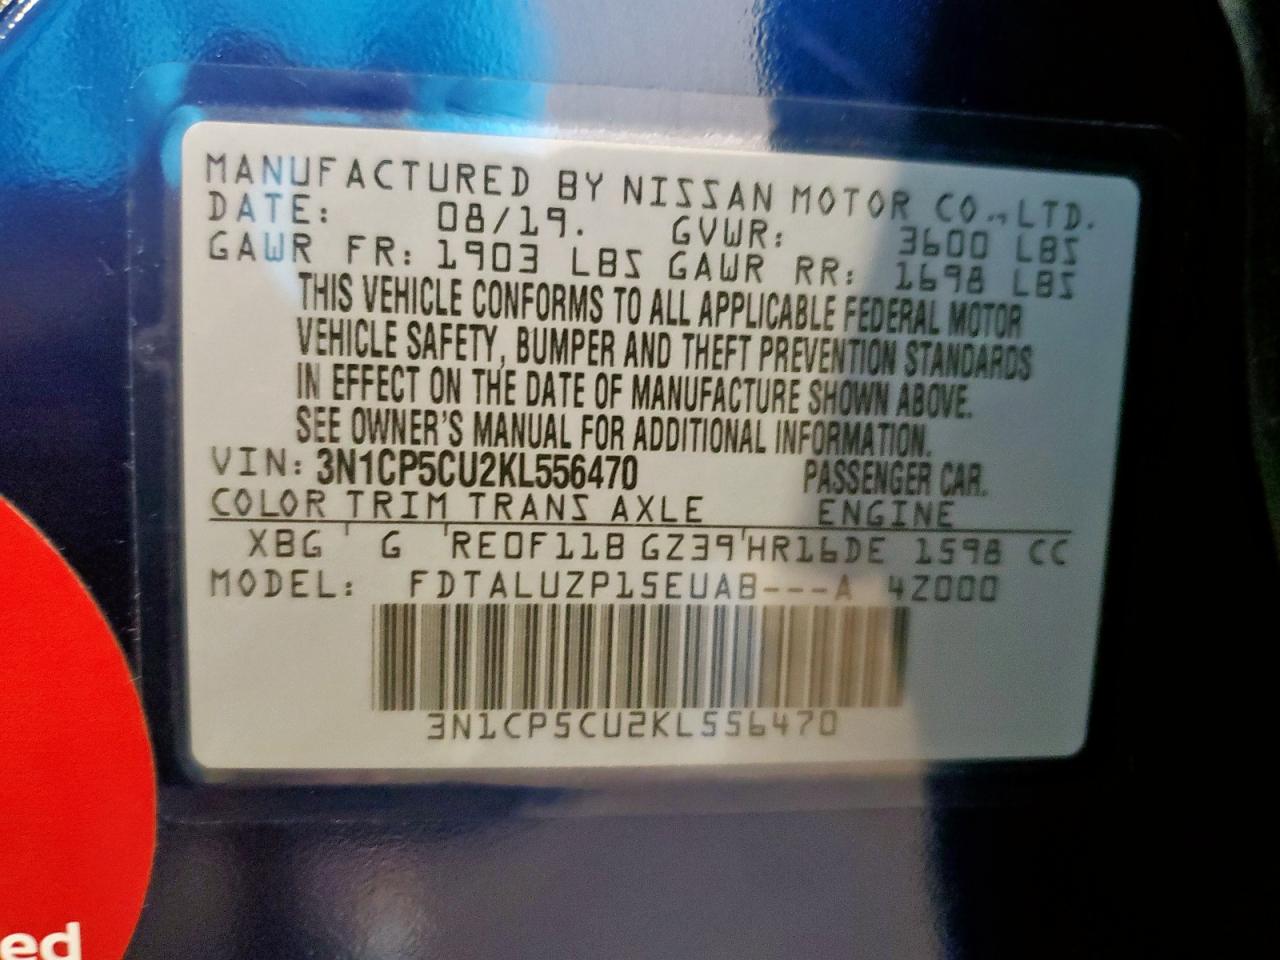 MANUFACTURED BY NISSAN MOTOR CO.,LTD.
DATE: 08/19. GVWR: 3600 LBS
GAWR FR: 1903 LBS GAWR RR: 1698 LBS
THIS VEHICLE CONFORMS TO ALL APPLICABLE FEDERAL MOTOR
VEHICLE SAFETY, BUMPER AND THEFT PREVENTION STANDARDS
IN EFFECT ON THE DATE OF MANUFACTURE SHOWN ABOVE.
SEE OWNER'S MANUAL FOR ADDITIONAL INFORMATION.
VIN: 3N1CP5CU2KL556470 PASSENGER CAR.
COLOR TRIM TRANS AXLE ENGINE
XBG G RE0F11B GZ39 HR16DE 1598 CC
MODEL: FDTALUZP15EUAB---A 4Z000
3N1CP5CU2KL556470
ed